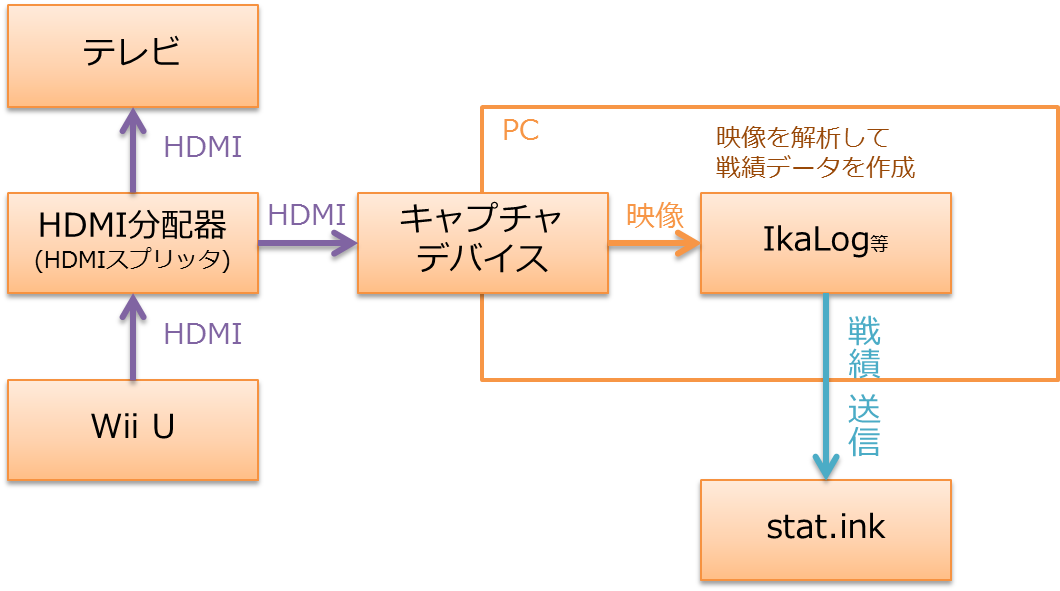 テレビ
HDMI
PC
映像を解析して
戦績データを作成
HDMI分配器
(HDMIスプリッタ)
HDMI
キャプチャ
デバイス
映像
IkaLog等
HDMI
戦績
送信
Wii U
stat.ink